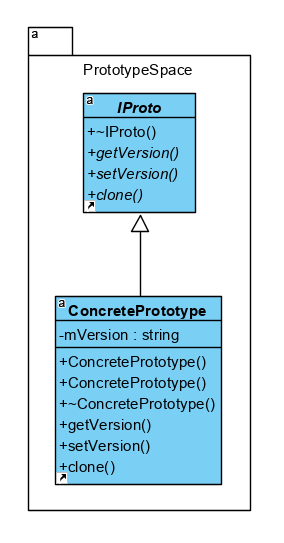 a
PrototypeSpace
a
IProto
+~IProto()
+getVersion()
+setVersion()
+clone()
a
ConcretePrototype
-mVersion : string
+ConcretePrototype()
+ConcretePrototype()
+~ConcretePrototype()
+getVersion()
+setVersion()
+clone()